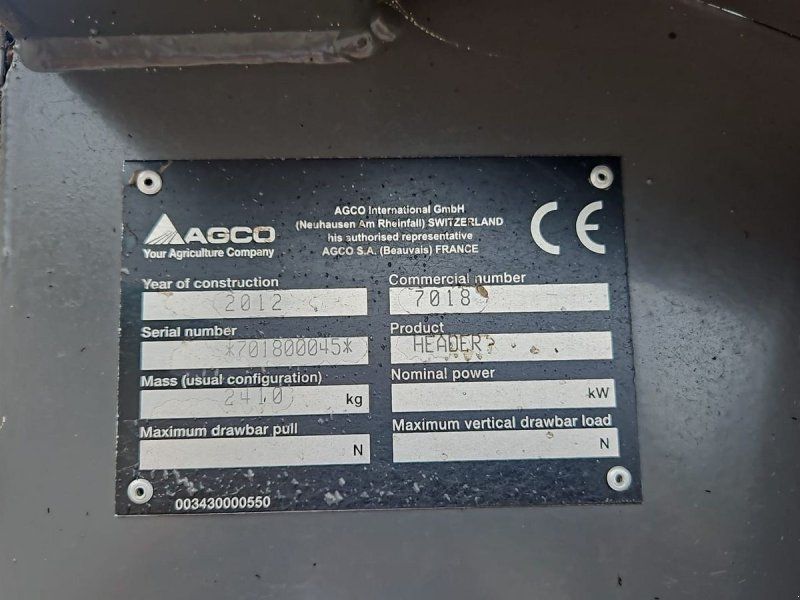 AGCO International GmbH
(Neuhausen Am Rheinfall) SWITZERLAND
his authorised representative
AGCO S.A. (Beauvais) FRANCE
AGCO
Your Agriculture Company
CE
Year of construction
2012
Commercial number
7018
Serial number
*701800045*
Product
HEADER
Mass (usual configuration)
2410 kg
Nominal power
kW
Maximum drawbar pull
N
Maximum vertical drawbar load
N
003430000550